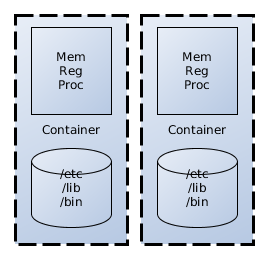 Mem
Reg
Proc
Container
/etc
/lib
/bin
Mem
Reg
Proc
Container
/etc
/lib
/bin